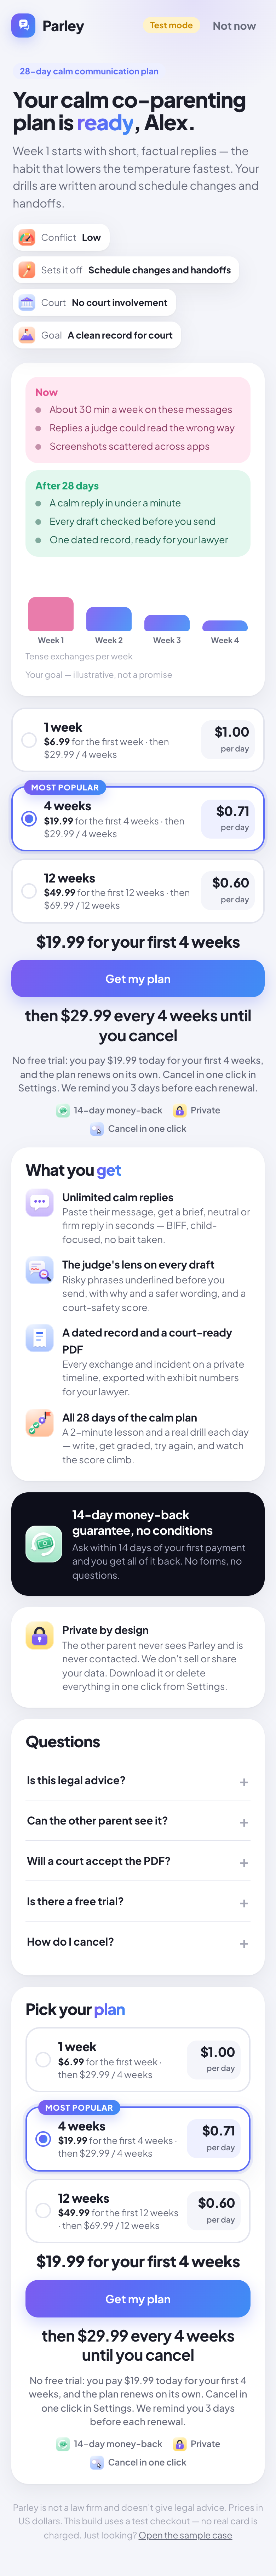 Parley
Test mode
Not now
28-day calm communication plan
Your calm co-parenting
plan is ready, Alex.
Week 1 starts with short, factual replies — the
habit that lowers the temperature fastest. Your
drills are written around schedule changes and
handoffs.
Conflict Low
Sets it off Schedule changes and handoffs
Court No court involvement
Goal A clean record for court
Now
About 30 min a week on these messages
Replies a judge could read the wrong way
Screenshots scattered across apps
After 28 days
A calm reply in under a minute
Every draft checked before you send
One dated record, ready for your lawyer
Week 1 Week 2 Week 3 Week 4
Tense exchanges per week
Your goal — illustrative, not a promise
1 week
$6.99 for the first week · then
$29.99 / 4 weeks
$1.00
per day
MOST POPULAR
4 weeks
$19.99 for the first 4 weeks · then
$29.99 / 4 weeks
$0.71
per day
12 weeks
$49.99 for the first 12 weeks · then
$69.99 / 12 weeks
$0.60
per day
$19.99 for your first 4 weeks
Get my plan
then $29.99 every 4 weeks until
you cancel
No free trial: you pay $19.99 today for your first 4 weeks,
and the plan renews on its own. Cancel in one click in
Settings. We remind you 3 days before each renewal.
14-day money-back
Private
Cancel in one click
What you get
Unlimited calm replies
Paste their message, get a brief, neutral or
firm reply in seconds — BIFF, child-
focused, no bait taken.
The judge's lens on every draft
Risky phrases underlined before you
send, with why and a safer wording, and a
court-safety score.
A dated record and a court-ready
PDF
Every exchange and incident on a private
timeline, exported with exhibit numbers
for your lawyer.
All 28 days of the calm plan
A 2-minute lesson and a real drill each day
— write, get graded, try again, and watch
the score climb.
14-day money-back
guarantee, no conditions
Ask within 14 days of your first payment
and you get all of it back. No forms, no
questions.
Private by design
The other parent never sees Parley and is
never contacted. We don't sell or share
your data. Download it or delete
everything in one click from Settings.
Questions
Is this legal advice? +
Can the other parent see it? +
Will a court accept the PDF? +
Is there a free trial? +
How do I cancel? +
Pick your plan
1 week
$6.99 for the first week ·
then $29.99 / 4 weeks
$1.00
per day
MOST POPULAR
4 weeks
$19.99 for the first 4 weeks ·
then $29.99 / 4 weeks
$0.71
per day
12 weeks
$49.99 for the first 12 weeks
· then $69.99 / 12 weeks
$0.60
per day
$19.99 for your first 4 weeks
Get my plan
then $29.99 every 4 weeks
until you cancel
No free trial: you pay $19.99 today for your first 4
weeks, and the plan renews on its own. Cancel in
one click in Settings. We remind you 3 days
before each renewal.
14-day money-back
Private
Cancel in one click
Parley is not a law firm and doesn't give legal advice. Prices in
US dollars. This build uses a test checkout — no real card is
charged. Just looking? Open the sample case